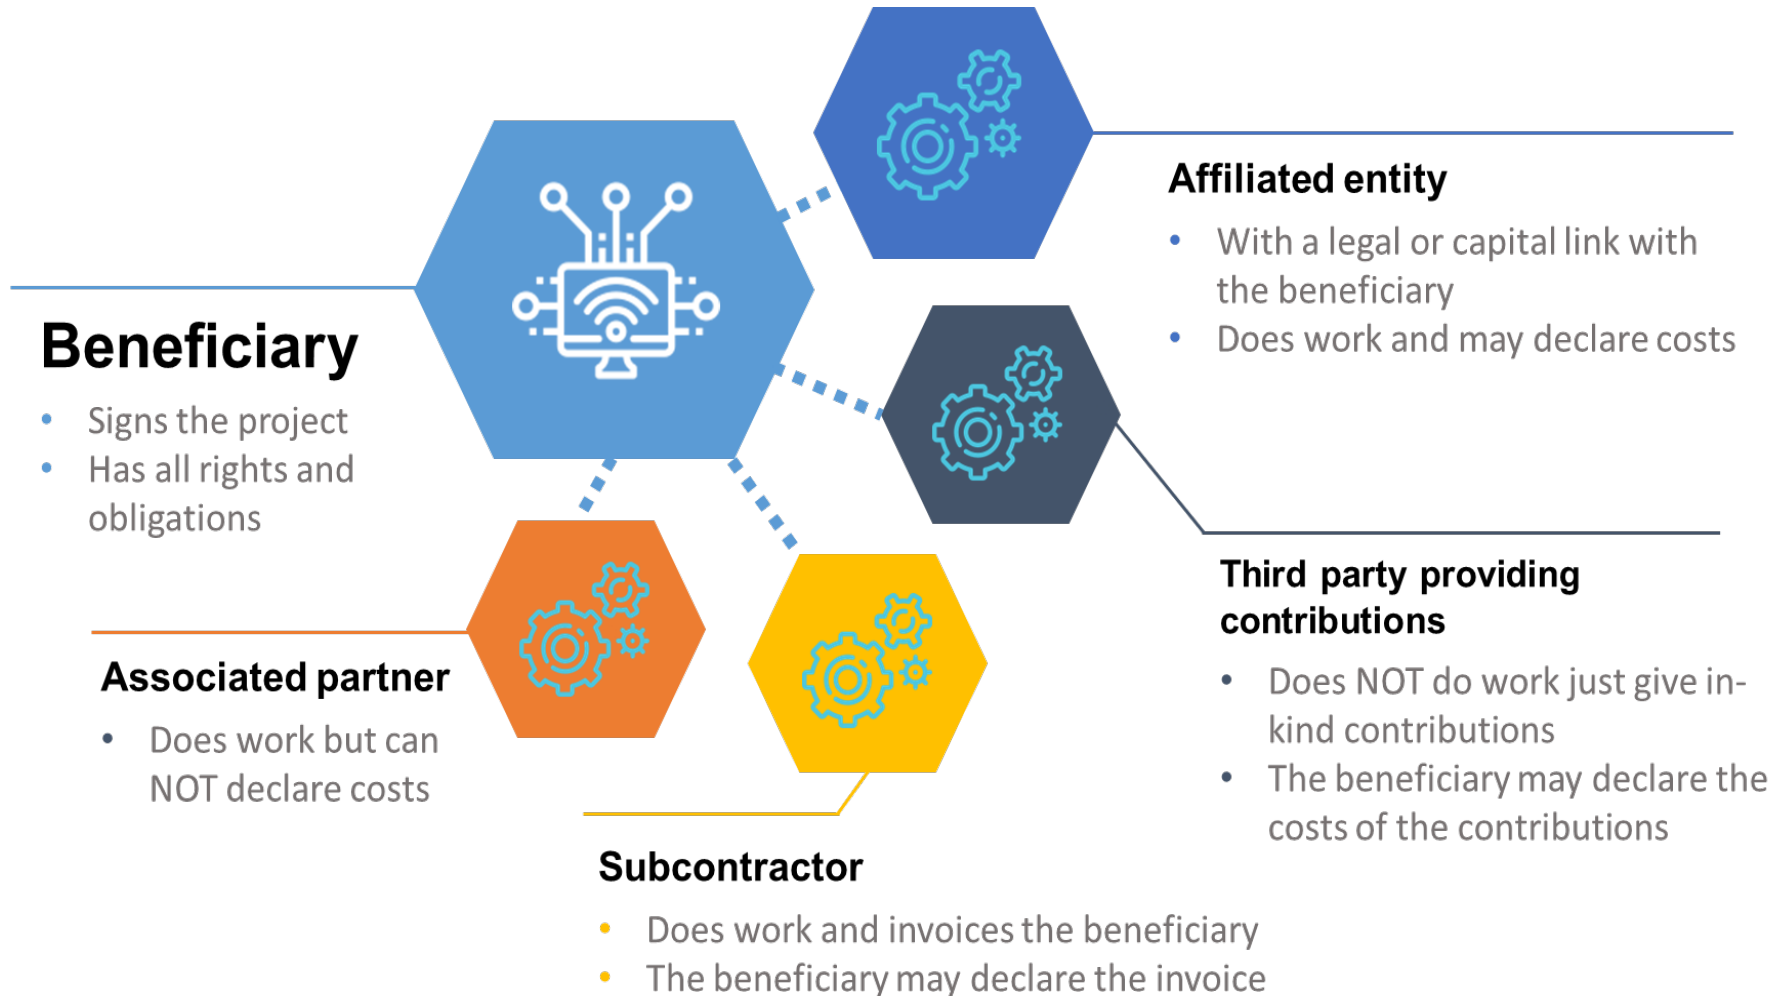 Beneficiary
• Signs the project
• Has all rights and
obligations
Affiliated entity
• With a legal or capital link with
the beneficiary
• Does work and may declare costs
Third party providing
contributions
• Does NOT do work just give in-
kind contributions
• The beneficiary may declare the
costs of the contributions
Associated partner
• Does work but can
NOT declare costs
Subcontractor
• Does work and invoices the beneficiary
• The beneficiary may declare the invoice